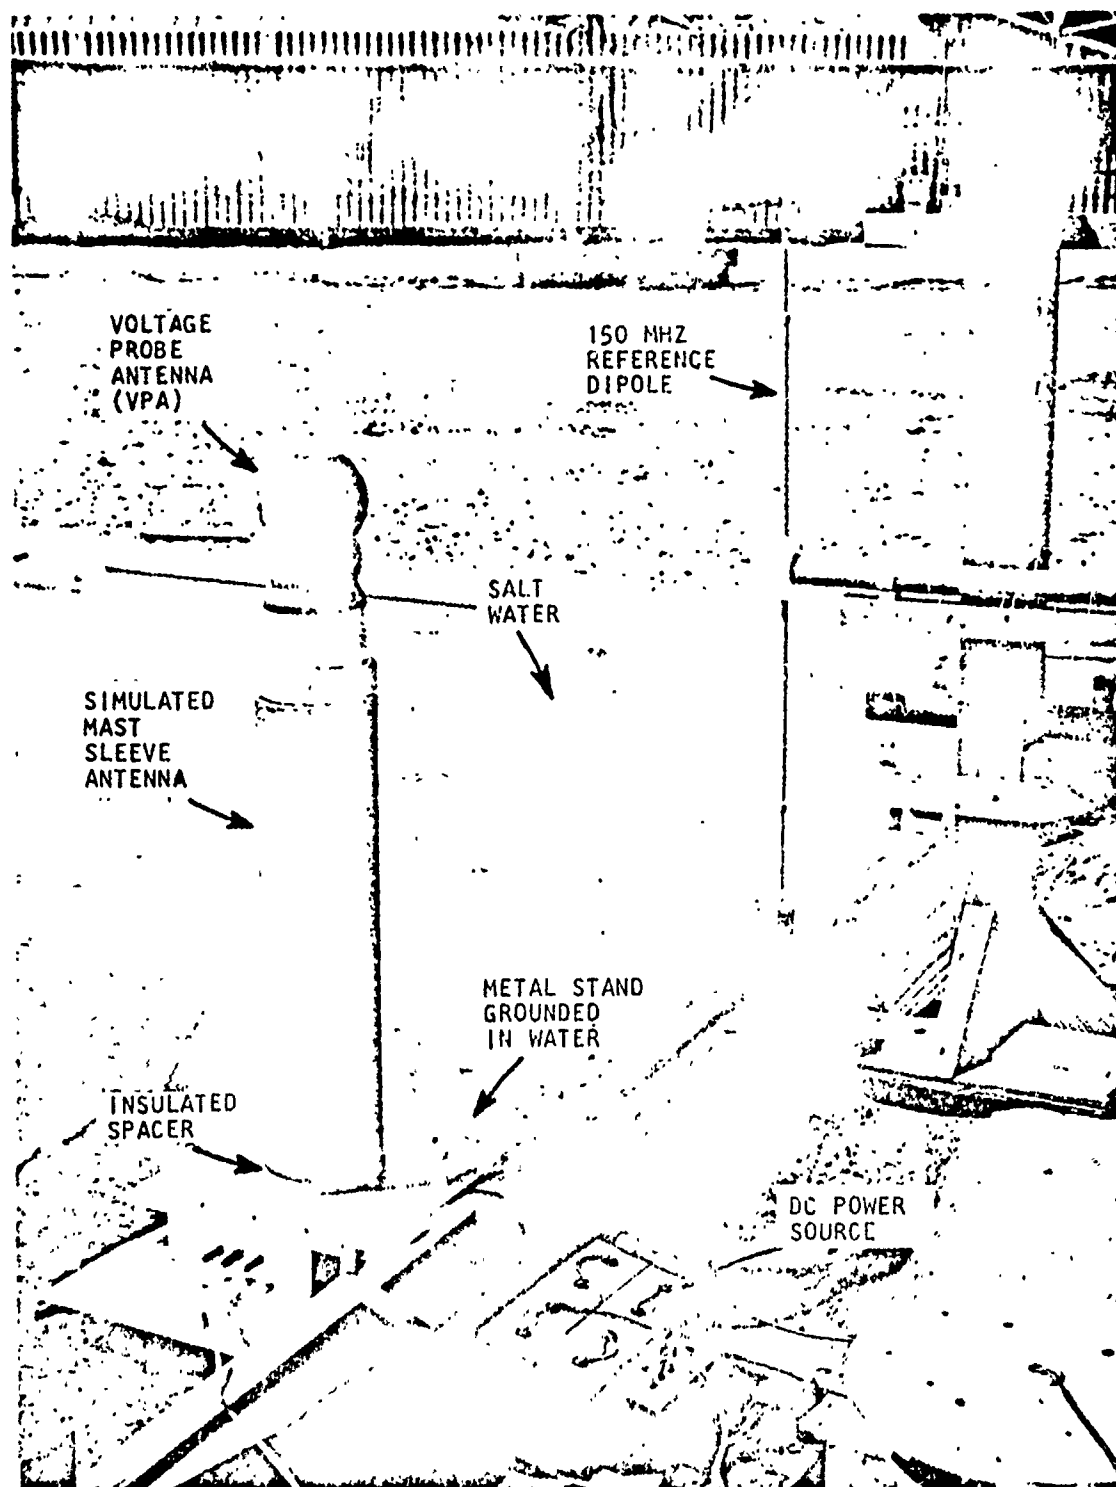 VOLTAGE
PROBE
ANTENNA
(VPA)
150 MHZ
REFERENCE
DIPOLE
SALT
WATER
SIMULATED
MAST
SLEEVE
ANTENNA
METAL STAND
GROUNDED
IN WATER
INSULATED
SPACER
DC POWER
SOURCE